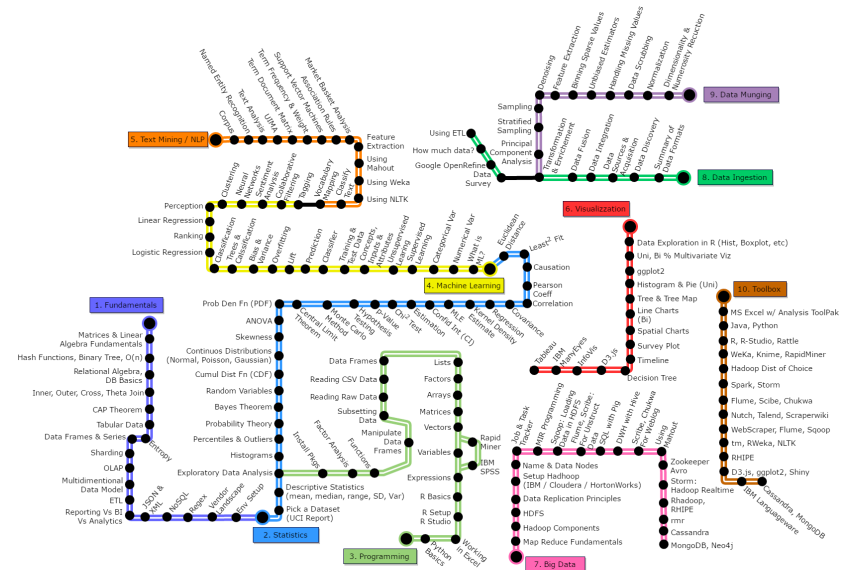 Market Basket Analysis
Association Rules
Support Vector Machines
Term Frequency & Weight
Term Document Matrix
UIMA
Text Analysis
Named Entity Recognition
Corpus
5. Text Mining / NLP
Feature
Extraction
Using
Mahout
Using Weka
Using NLTK
Classify
Text
Vocabulary
Mapping
Tagging
Collaborative
Filtering
Sentiment
Analysis
Neural
Networks
Clustering
Perception
Linear Regression
Ranking
Logistic Regression
Classification
Trees &
Classification
Bias &
Variance
Overfitting
Lift
Prediction
Classifier
Training &
Test Data
Concepts,
Inputs &
Attributes
Unsupervised
Learing
Supervised
Learning
Categorical Var
Numerical Var
What is
ML?
4. Machine Learning
Euclidean
Distance
Least² Fit
Causation
Pearson
Coeff
Correlation
Covariance
Regression
Kernel Density
Estimate
MLE
Confid Int (CI)
Estimation
Chi²
Test
p-Value
Hypothesis
Testing
Monte Carlo
Method
Central Limit
Theorem
Prob Den Fn (PDF)
ANOVA
Skewness
Continuos Distributions
(Normal, Poisson, Gaussian)
Cumul Dist Fn (CDF)
Random Variables
Bayes Theorem
Probability Theory
Percentiles & Outliers
Histograms
Exploratory Data Analysis
Descriptive Statistics
(mean, median, range, SD, Var)
Pick a Dataset
(UCI Report)
2. Statistics
1. Fundamentals
Matrices & Linear
Algebra Fundamentals
Hash Functions, Binary Tree, O(n)
Relational Algebra,
DB Basics
Inner, Outer, Cross, Theta Join
CAP Theorem
Tabular Data
Data Frames & Series
Entropy
Sharding
OLAP
Multidimentional
Data Model
ETL
Reporting Vs BI
Vs Analytics
JSON &
XML
NoSQL
Regex
Vendor
Landscape
Env Setup
3. Programming
Python
Basics
Working
in Excel
R Setup
R Studio
R Basics
Expressions
Variables
IBM
SPSS
Rapid
Miner
Vectors
Matrices
Arrays
Factors
Lists
Data Frames
Reading CSV Data
Reading Raw Data
Subsetting
Data
Manipulate
Data
Frames
Functions
Factor Analysis
Install Pkgs
9. Data Munging
Dimensionality &
Numerosity Recuction
Normalization
Data Scrubbing
Handling Missing Values
Unbiased Estimators
Binning Sparse Values
Feature Extraction
Denoising
Sampling
Stratified
Sampling
Principal
Component
Analysis
Using ETL
How much data?
Google OpenRefine
Data
Survey
Transformation
& Enrichement
Data Fusion
Data Integration
Data
Sources &
Acquistion
Data Discovery
Summary of
Data Formats
8. Data Ingestion
6. Visualizzation
Data Exploration in R (Hist, Boxplot, etc)
Uni, Bi % Multivariate Viz
ggplot2
Histogram & Pie (Uni)
Tree & Tree Map
Line Charts
(Bi)
Spatial Charts
Survey Plot
Timeline
Decision Tree
D3.js
InfoVis
ManyEyes
IBM
Tableau
10. Toolbox
MS Excel w/ Analysis ToolPak
Java, Python
R, R-Studio, Rattle
WeKa, Knime, RapidMiner
Hadoop Dist of Choice
Spark, Storm
Flume, Scibe, Chukwa
Nutch, Talend, Scraperwiki
WebScraper, Flume, Sqoop
tm, RWeka, NLTK
RHIPE
D3.js, ggplot2, Shiny
IBM Languageware
Cassandra, MongoDB
7. Big Data
Map Reduce Fundamentals
Hadoop Components
HDFS
Data Replication Principles
Setup Hadhoop
(IBM / Cloudera / HortonWorks)
Name & Data Nodes
Job & Task
Tracker
M/R Programming
Sqoop: Loading
Data in HDFS
Flume, Scribe:
For Unstruct
Data
SQL with Pig
DWH with Hive
Scribe, Chukwa
For Weblog
Using
Mahout
Zookeeper
Avro
Storm:
Hadoop Realtime
Rhadoop,
RHIPE
rmr
Cassandra
MongoDB, Neo4j